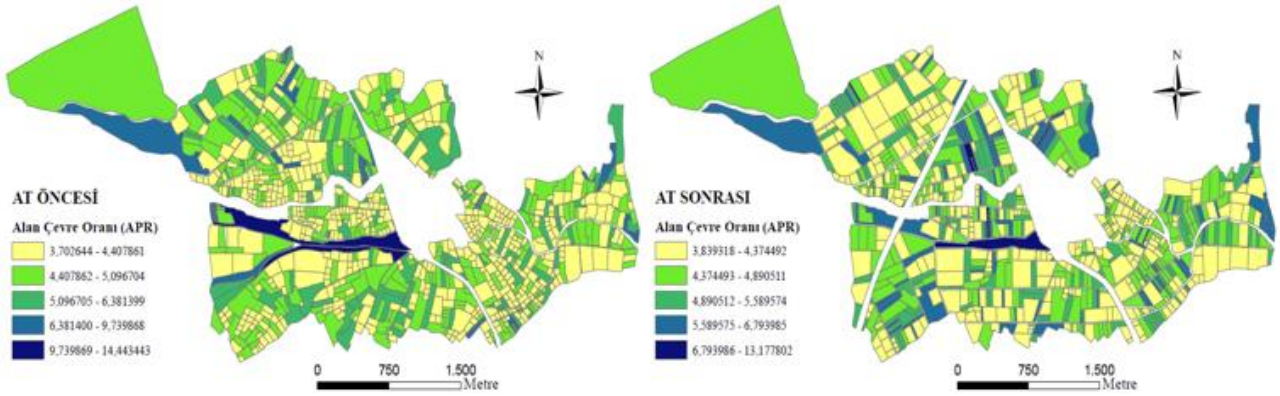 N
AT ÖNCESİ
Alan Çevre Oranı (APR)
3,702644 - 4,407861
4,407862 - 5,096704
5,096705 - 6,381399
6,381400 - 9,739868
9,739869 - 14,443443
0 750 1.500
Metre
N
AT SONRASI
Alan Çevre Oranı (APR)
3,839318 - 4,374492
4,374493 - 4,890511
4,890512 - 5,589574
5,589575 - 6,793985
6,793986 - 13,177802
0 750 1.500
Metre